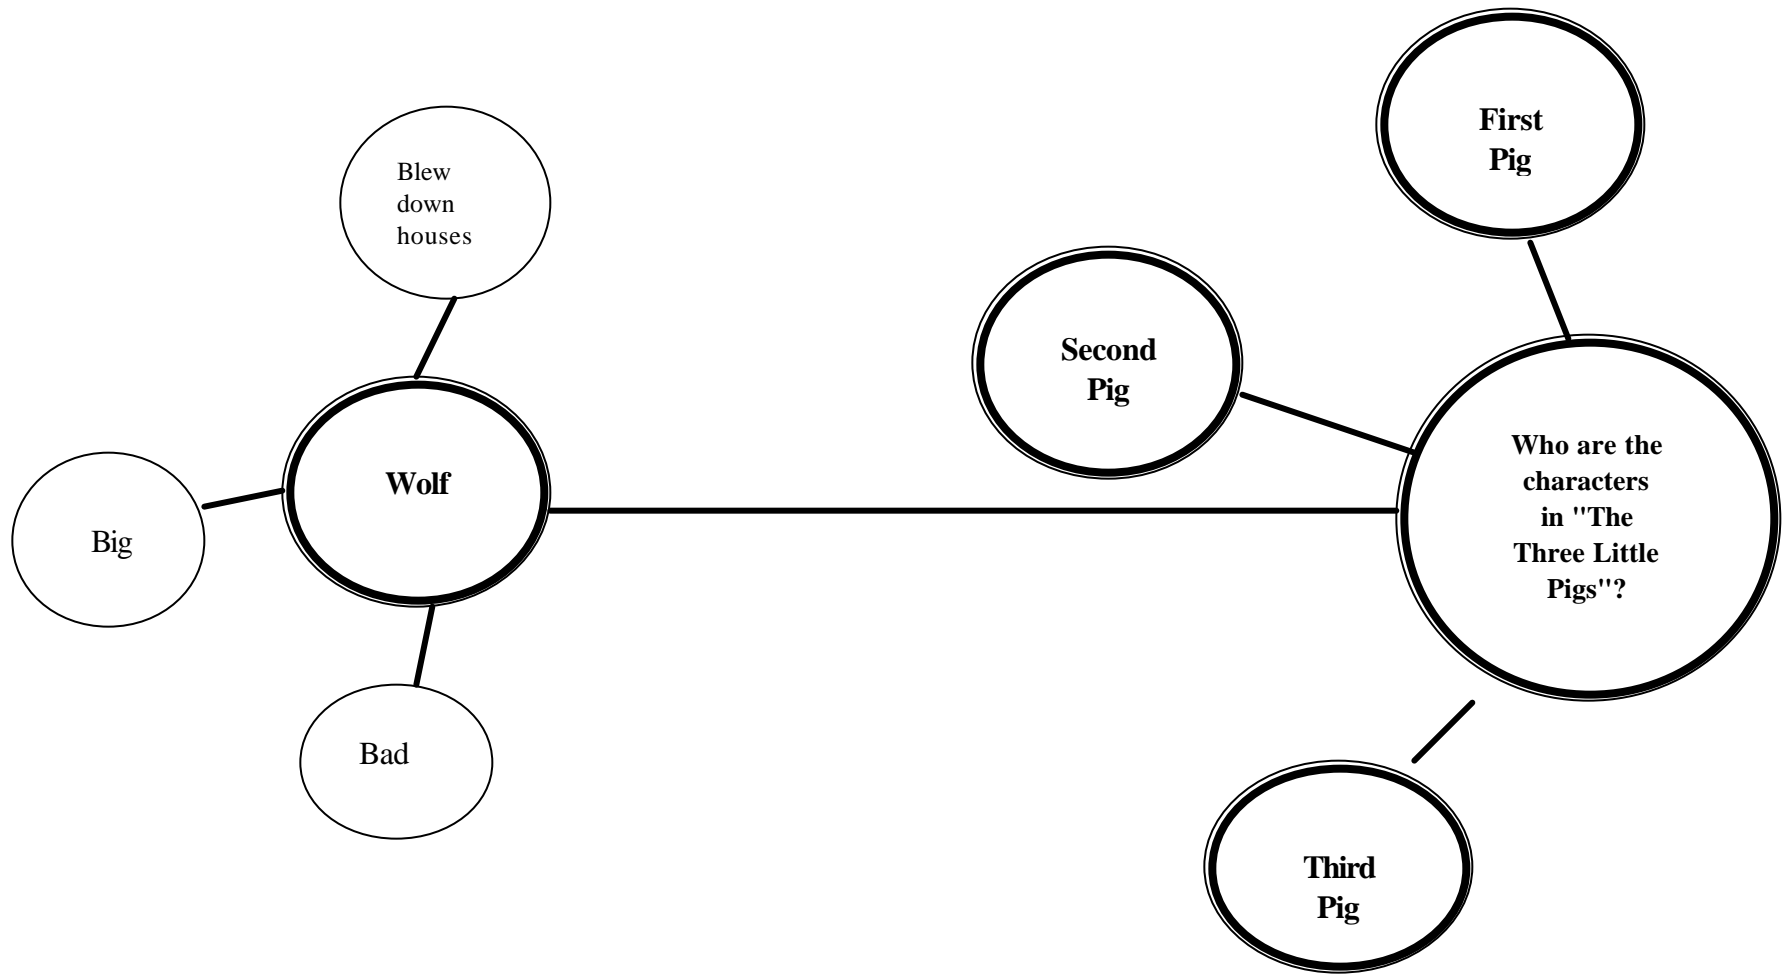 First
Pig
Blew
down
houses
Second
Pig
Who are the
characters
in "The
Three Little
Pigs"?
Wolf
Big
Bad
Third
Pig